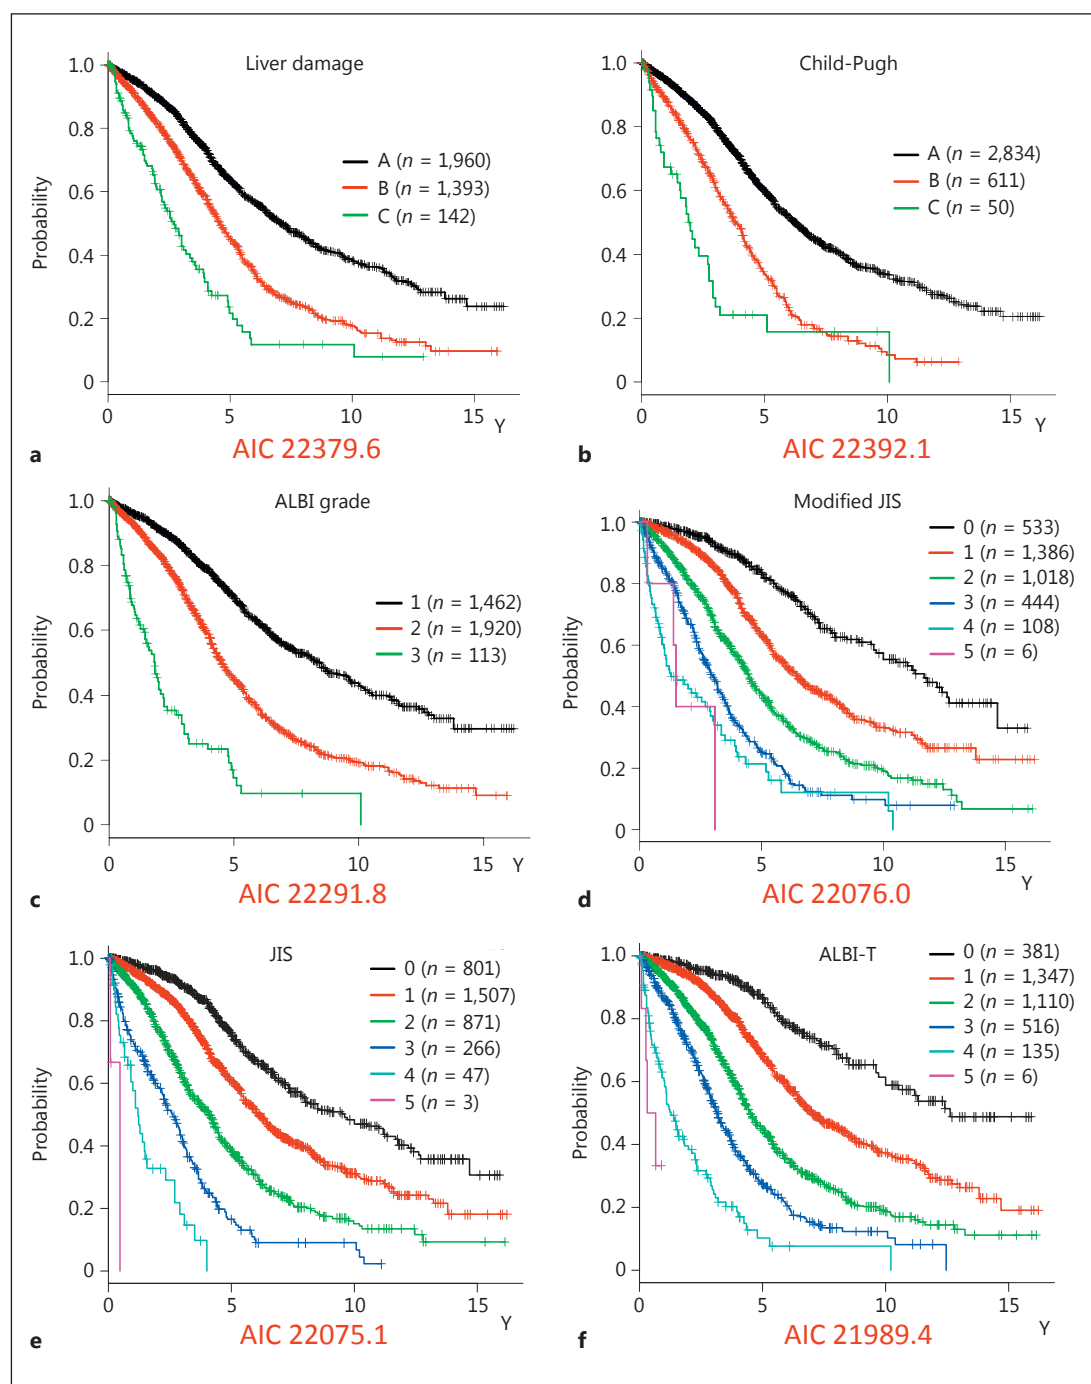 Liver damage
1.0
0.8
0.6
0.4
0.2
0
Probability
A (n = 1,960)
B (n = 1,393)
C (n = 142)
0 5 10 15 Y
a AIC 22379.6
Child-Pugh
1.0
0.8
0.6
0.4
0.2
0
Probability
A (n = 2,834)
B (n = 611)
C (n = 50)
0 5 10 15 Y
b AIC 22392.1
ALBI grade
1.0
0.8
0.6
0.4
0.2
0
Probability
1 (n = 1,462)
2 (n = 1,920)
3 (n = 113)
0 5 10 15 Y
c AIC 22291.8
Modified JIS
1.0
0.8
0.6
0.4
0.2
0
Probability
0 (n = 533)
1 (n = 1,386)
2 (n = 1,018)
3 (n = 444)
4 (n = 108)
5 (n = 6)
0 5 10 15 Y
d AIC 22076.0
JIS
1.0
0.8
0.6
0.4
0.2
0
Probability
0 (n = 801)
1 (n = 1,507)
2 (n = 871)
3 (n = 266)
4 (n = 47)
5 (n = 3)
0 5 10 15 Y
e AIC 22075.1
ALBI-T
1.0
0.8
0.6
0.4
0.2
0
Probability
0 (n = 381)
1 (n = 1,347)
2 (n = 1,110)
3 (n = 516)
4 (n = 135)
5 (n = 6)
0 5 10 15 Y
f AIC 21989.4